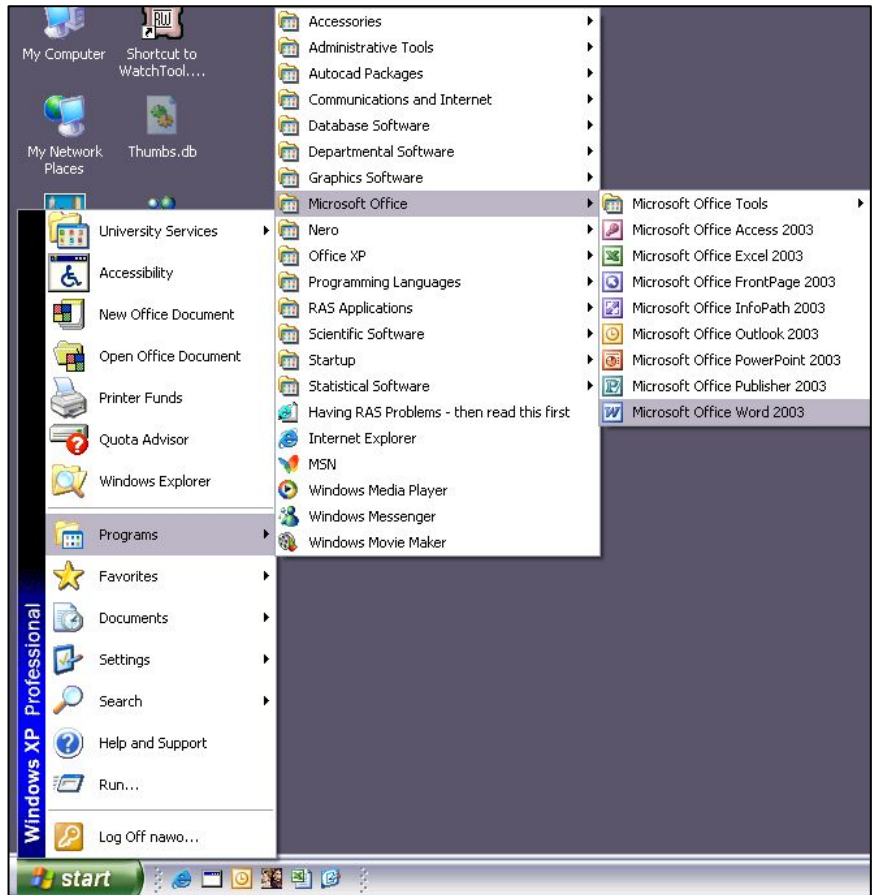 My Computer
Shortcut to
WatchTool....
My Network
Places
Thumbs.db
University Services
Accessibility
New Office Document
Open Office Document
Printer Funds
Quota Advisor
Windows Explorer
Programs
Favorites
Documents
Settings
Search
Help and Support
Run...
Log Off nawo...
Windows XP Professional
start
Accessories
Administrative Tools
Autocad Packages
Communications and Internet
Database Software
Departmental Software
Graphics Software
Microsoft Office
Nero
Office XP
Programming Languages
RAS Applications
Scientific Software
Startup
Statistical Software
Having RAS Problems - then read this first
Internet Explorer
MSN
Windows Media Player
Windows Messenger
Windows Movie Maker
Microsoft Office Tools
Microsoft Office Access 2003
Microsoft Office Excel 2003
Microsoft Office FrontPage 2003
Microsoft Office InfoPath 2003
Microsoft Office Outlook 2003
Microsoft Office PowerPoint 2003
Microsoft Office Publisher 2003
Microsoft Office Word 2003